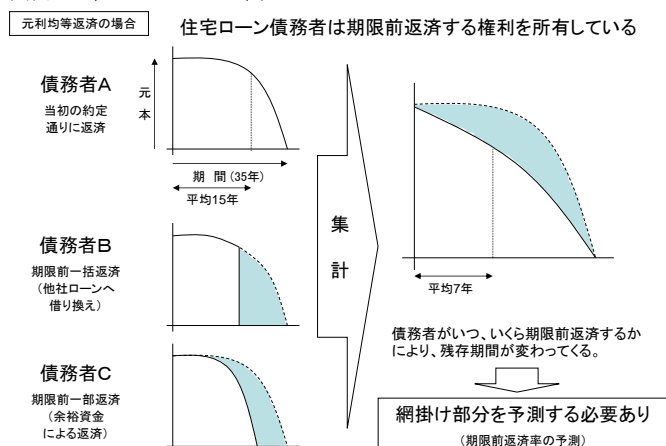 元利均等返済の場合
住宅ローン債務者は期限前返済する権利を所有している
債務者A
当初の約定
通りに返済
元
本
期 間 (35年)
平均15年
債務者B
期限前一括返済
(他社ローンへ
借り換え)
債務者C
期限前一部返済
(余裕資金
による返済)
集
計
平均7年
債務者がいつ、いくら期限前返済するか
により、残存期間が変わってくる。
網掛け部分を予測する必要あり
(期限前返済率の予測)